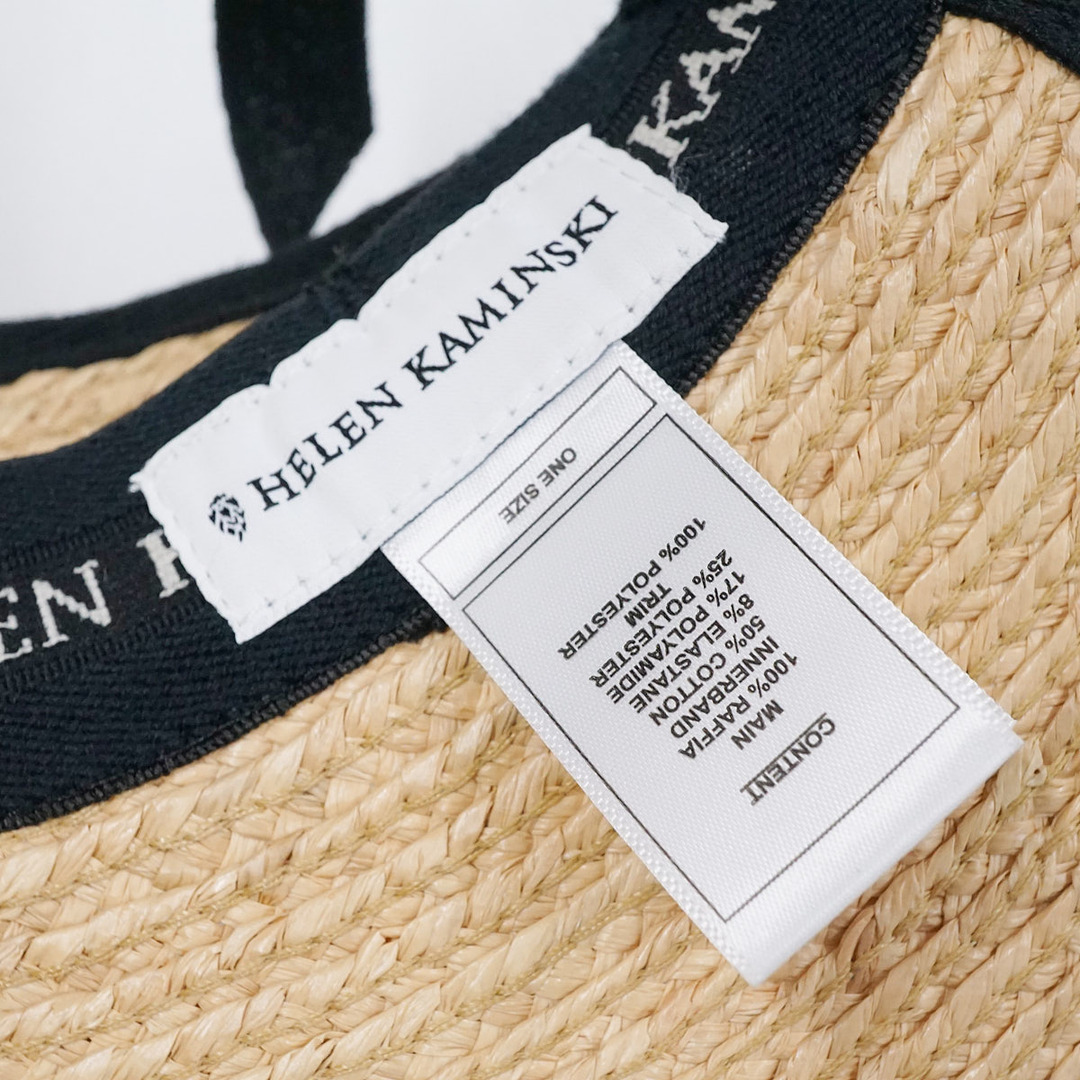 KAM
HELEN KAMINSKI
EN K
ONE SIZE
CONTENT
MAIN
100% RAFFIA
INNERBAND
50% COTTON
8% ELASTANE
17% POLYAMIDE
25% POLYESTER
TRIM
100% POLYESTER